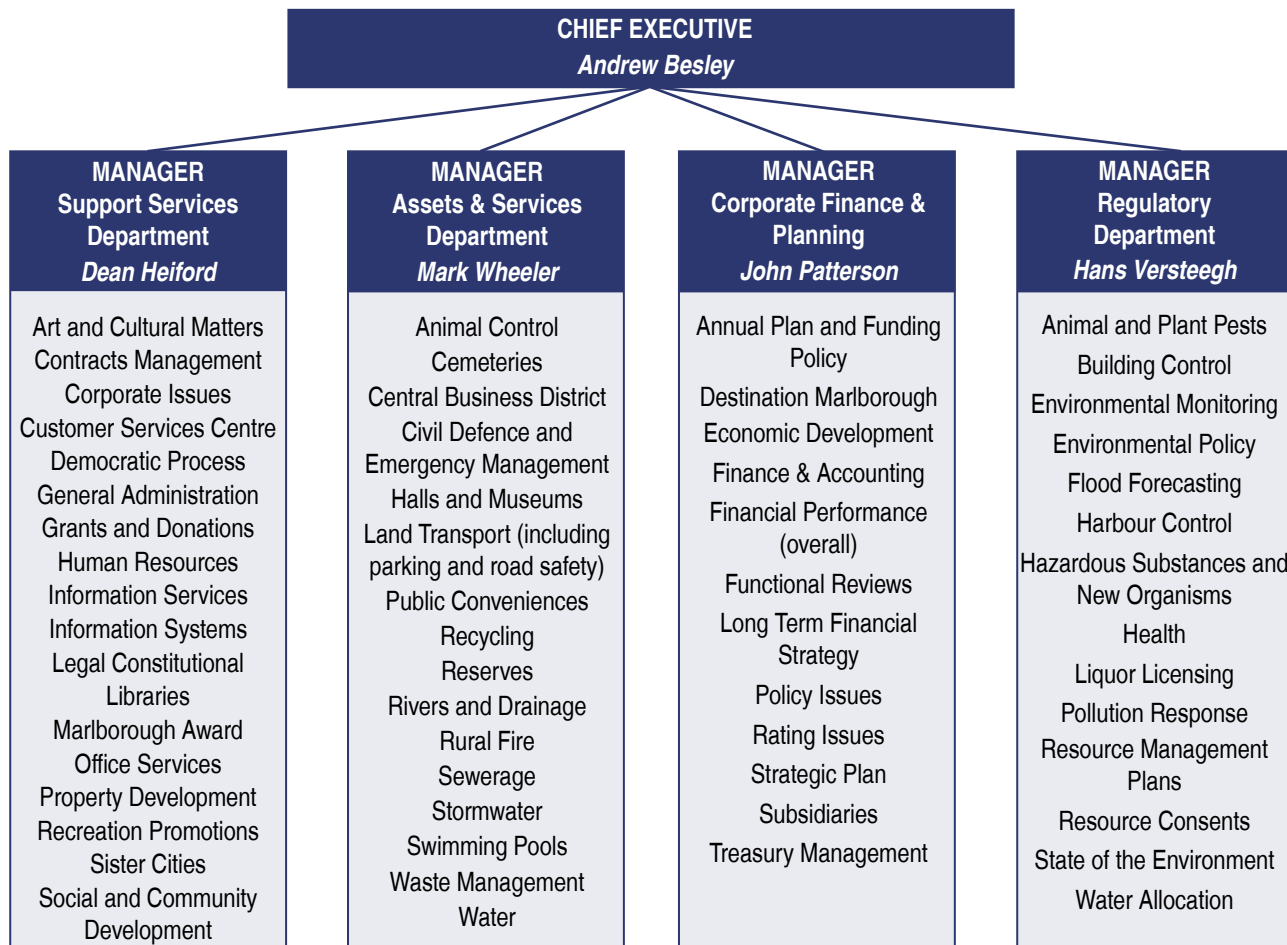 CHIEF EXECUTIVE
Andrew Besley
MANAGER
Support Services
Department
Dean Heiford
Art and Cultural Matters
Contracts Management
Corporate Issues
Customer Services Centre
Democratic Process
General Administration
Grants and Donations
Human Resources
Information Services
Information Systems
Legal Constitutional
Libraries
Marlborough Award
Office Services
Property Development
Recreation Promotions
Sister Cities
Social and Community
Development
MANAGER
Assets & Services
Department
Mark Wheeler
Animal Control
Cemeteries
Central Business District
Civil Defence and
Emergency Management
Halls and Museums
Land Transport (including
parking and road safety)
Public Conveniences
Recycling
Reserves
Rivers and Drainage
Rural Fire
Sewerage
Stormwater
Swimming Pools
Waste Management
Water
MANAGER
Corporate Finance &
Planning
John Patterson
Annual Plan and Funding
Policy
Destination Marlborough
Economic Development
Finance & Accounting
Financial Performance
(overall)
Functional Reviews
Long Term Financial
Strategy
Policy Issues
Rating Issues
Strategic Plan
Subsidiaries
Treasury Management
MANAGER
Regulatory
Department
Hans Versteegh
Animal and Plant Pests
Building Control
Environmental Monitoring
Environmental Policy
Flood Forecasting
Harbour Control
Hazardous Substances and
New Organisms
Health
Liquor Licensing
Pollution Response
Resource Management
Plans
Resource Consents
State of the Environment
Water Allocation